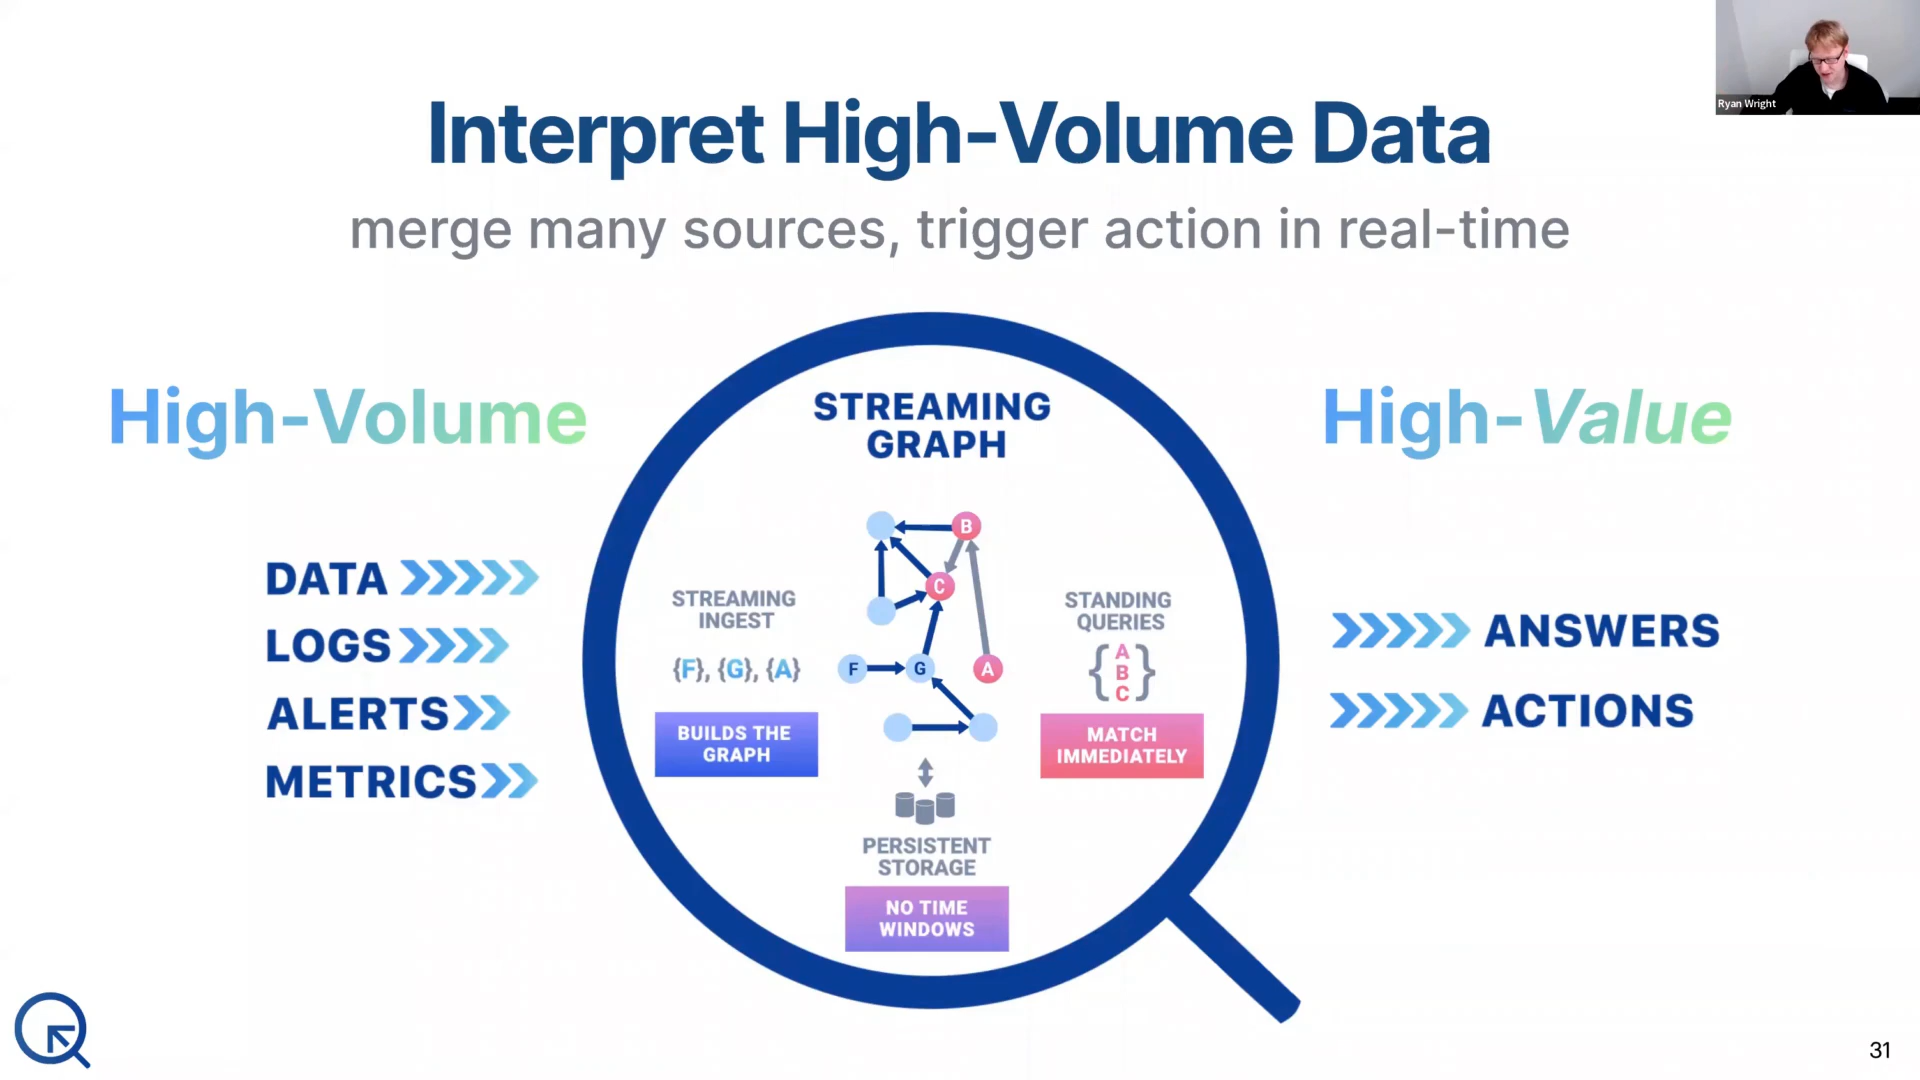 Ryan Wright
Interpret High-Volume Data
merge many sources, trigger action in real-time
High-Volume
DATA
LOGS
ALERTS
METRICS
STREAMING
GRAPH
STREAMING
INGEST
{F}, {G}, {A}
BUILDS THE
GRAPH
B
C
F
G
A
PERSISTENT
STORAGE
NO TIME
WINDOWS
STANDING
QUERIES
{A
B
C}
MATCH
IMMEDIATELY
High-Value
ANSWERS
ACTIONS
31